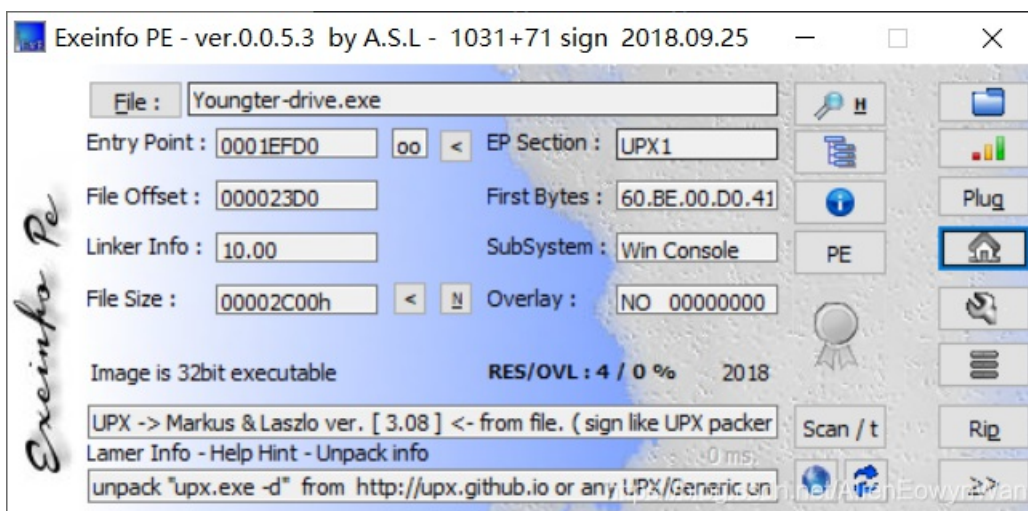 Exeinfo PE - ver.0.0.5.3 by A.S.L - 1031+71 sign 2018.09.25
Exeinfo Pe
File : Youngter-drive.exe H
Entry Point : 0001EFD0 oo < EP Section : UPX1
File Offset : 000023D0 First Bytes : 60.BE.00.D0.41 Plug
Linker Info : 10.00 SubSystem : Win Console PE
File Size : 00002C00h < N Overlay : NO 00000000
Image is 32bit executable RES/OVL : 4 / 0 % 2018
UPX -> Markus & Laszlo ver. [ 3.08 ] <- from file. ( sign like UPX packer Scan / t Rip
Lamer Info - Help Hint - Unpack info 0 ms.
unpack "upx.exe -d" from http://upx.github.io or any UPX/Generic un >>